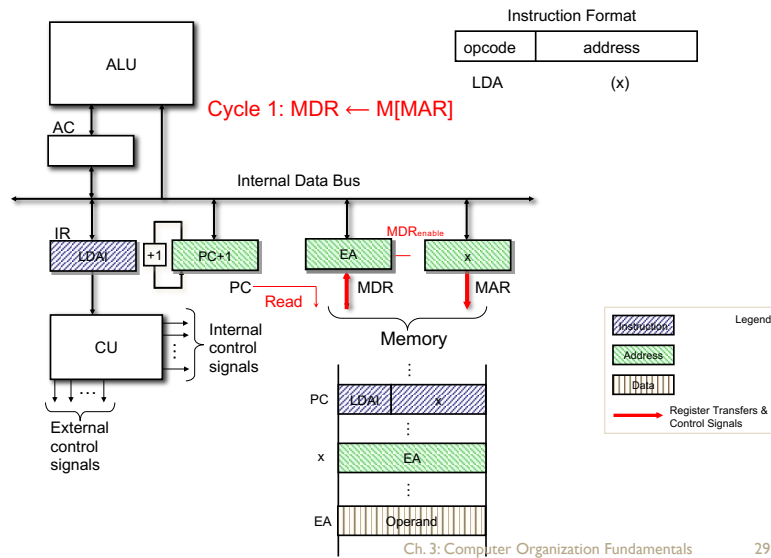 Instruction Format
opcode address
LDA (x)
ALU
Cycle 1: MDR ← M[MAR]
AC
Internal Data Bus
IR
MDRenable
LDAI
+1
PC+1
EA
x
PC
Read
MDR
MAR
Memory
CU
Internal
control
signals
...
External
control
signals
Legend
Instruction
Address
Data
Register Transfers &
Control Signals
...
PC LDAI x
...
x EA
...
EA Operand
Ch. 3: Computer Organization Fundamentals 29